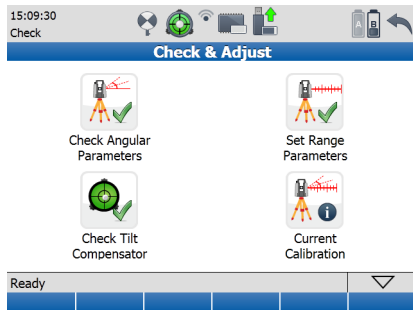 15:09:30
Check
A
B
Check & Adjust
Check Angular
Parameters
Set Range
Parameters
Check Tilt
Compensator
Current
Calibration
Ready